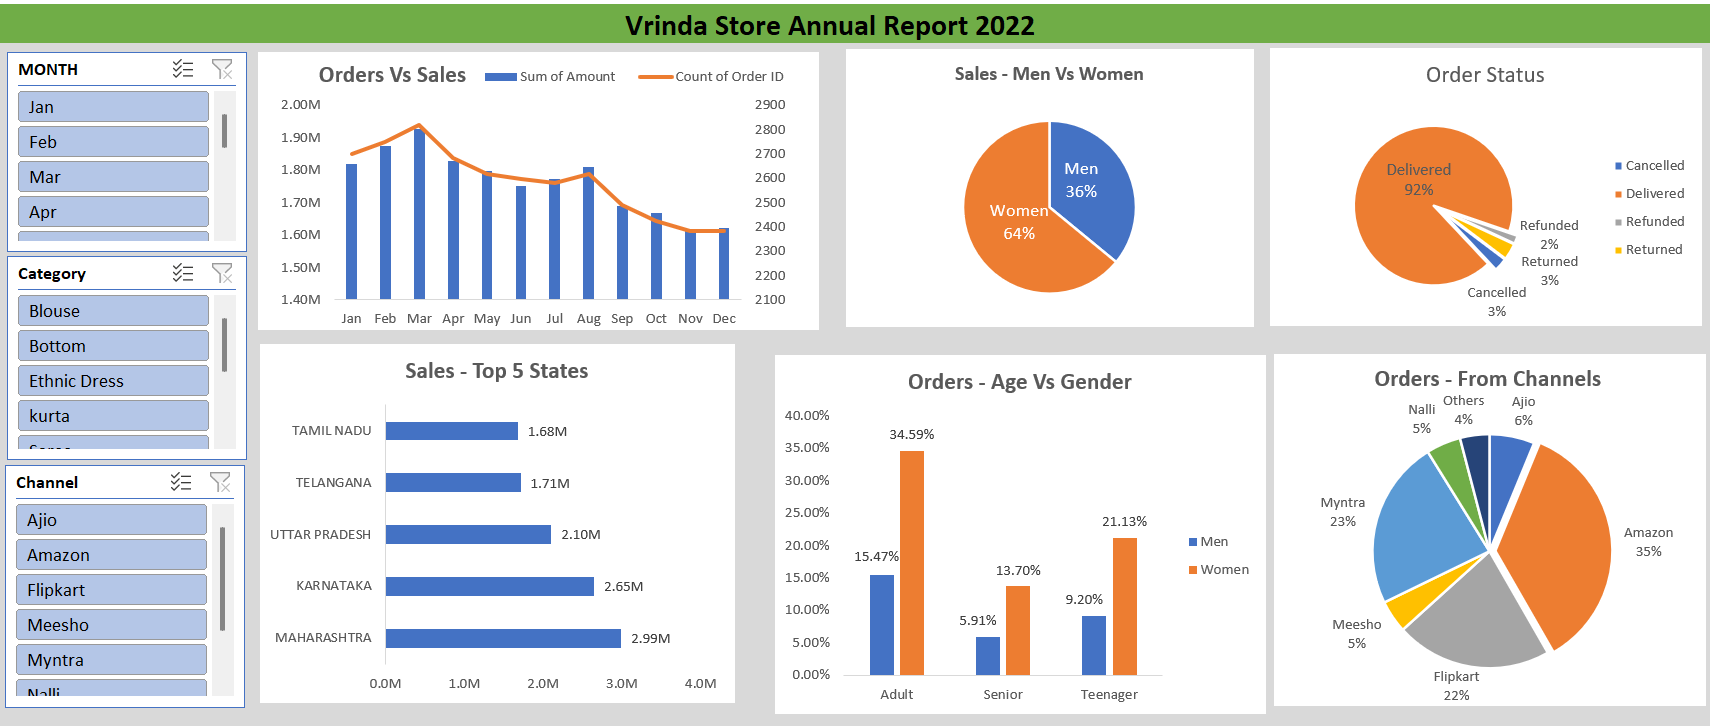 Vrinda Store Annual Report 2022
MONTH
Jan
Feb
Mar
Apr
Category
Blouse
Bottom
Ethnic Dress
kurta
Channel
Ajio
Amazon
Flipkart
Meesho
Myntra
Nalli
Orders Vs Sales
Sum of Amount
Count of Order ID
2.00M
1.90M
1.80M
1.70M
1.60M
1.50M
1.40M
2900
2800
2700
2600
2500
2400
2300
2200
2100
Jan Feb Mar Apr May Jun Jul Aug Sep Oct Nov Dec
Sales - Men Vs Women
Men
36%
Women
64%
Order Status
Delivered
92%
Refunded
2%
Returned
3%
Cancelled
3%
Cancelled
Delivered
Refunded
Returned
Sales - Top 5 States
TAMIL NADU 1.68M
TELANGANA 1.71M
UTTAR PRADESH 2.10M
KARNATAKA 2.65M
MAHARASHTRA 2.99M
0.0M 1.0M 2.0M 3.0M 4.0M
Orders - Age Vs Gender
40.00%
35.00%
30.00%
25.00%
20.00%
15.00%
10.00%
5.00%
0.00%
34.59%
15.47%
13.70%
5.91%
21.13%
9.20%
Adult Senior Teenager
Men
Women
Orders - From Channels
Others
4%
Ajio
6%
Nalli
5%
Myntra
23%
Amazon
35%
Meesho
5%
Flipkart
22%